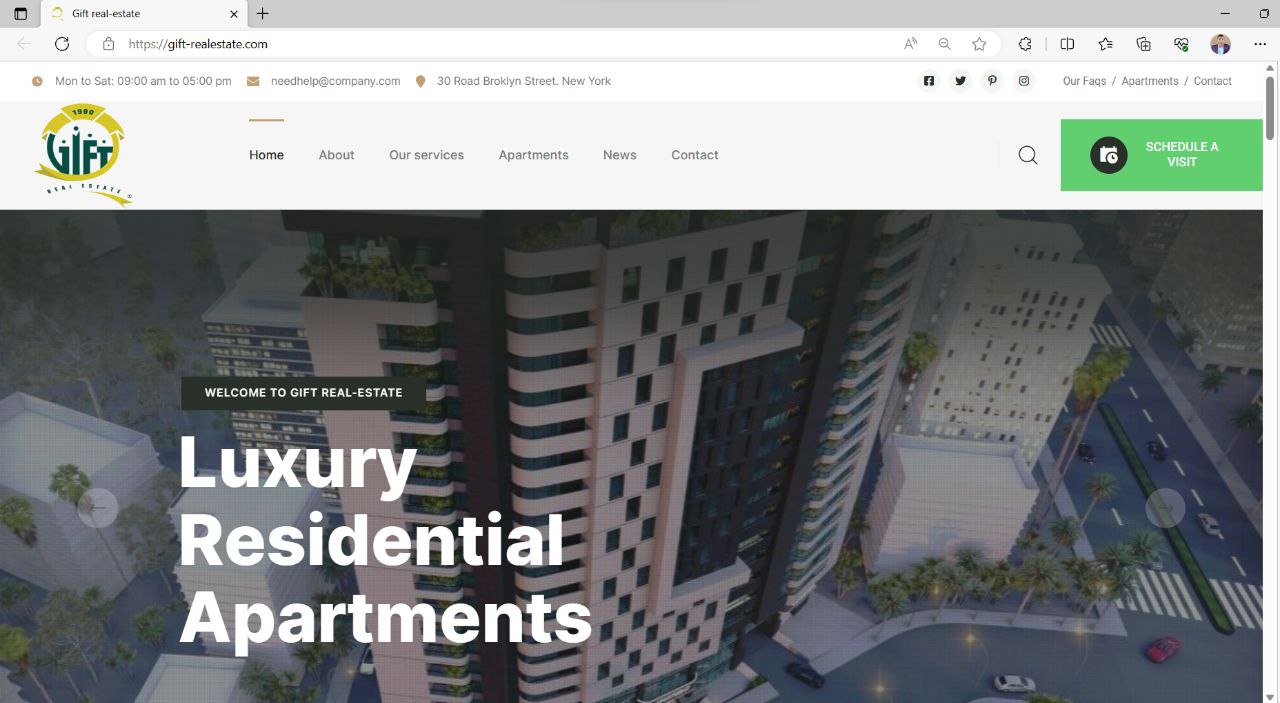 Gift real-estate
https://gift-realestate.com
Mon to Sat: 09:00 am to 05:00 pm needhelp@company.com 30 Road Broklyn Street. New York
Our Faqs / Apartments / Contact
1990
GIFT
REAL ESTATE
Home About Our services Apartments News Contact
SCHEDULE A
VISIT
WELCOME TO GIFT REAL-ESTATE
Luxury
Residential
Apartments